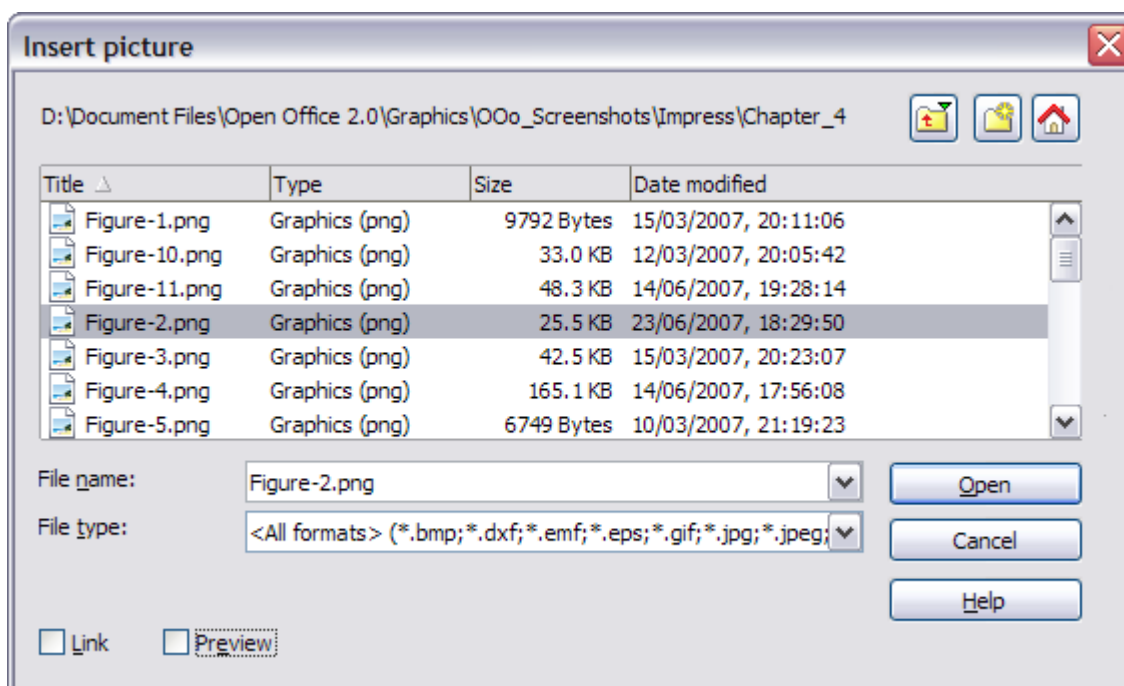 Insert picture
D:\Document Files\Open Office 2.0\Graphics\OOo_Screenshots\Impress\Chapter_4
Title Type Size Date modified
Figure-1.png Graphics (png) 9792 Bytes 15/03/2007, 20:11:06
Figure-10.png Graphics (png) 33.0 KB 12/03/2007, 20:05:42
Figure-11.png Graphics (png) 48.3 KB 14/06/2007, 19:28:14
Figure-2.png Graphics (png) 25.5 KB 23/06/2007, 18:29:50
Figure-3.png Graphics (png) 42.5 KB 15/03/2007, 20:23:07
Figure-4.png Graphics (png) 165.1 KB 14/06/2007, 17:56:08
Figure-5.png Graphics (png) 6749 Bytes 10/03/2007, 21:19:23
File name: Figure-2.png Open
File type: <All formats> (*.bmp;*.dxf;*.emf;*.eps;*.gif;*.jpg;*.jpeg; Cancel
Help
Link Preview